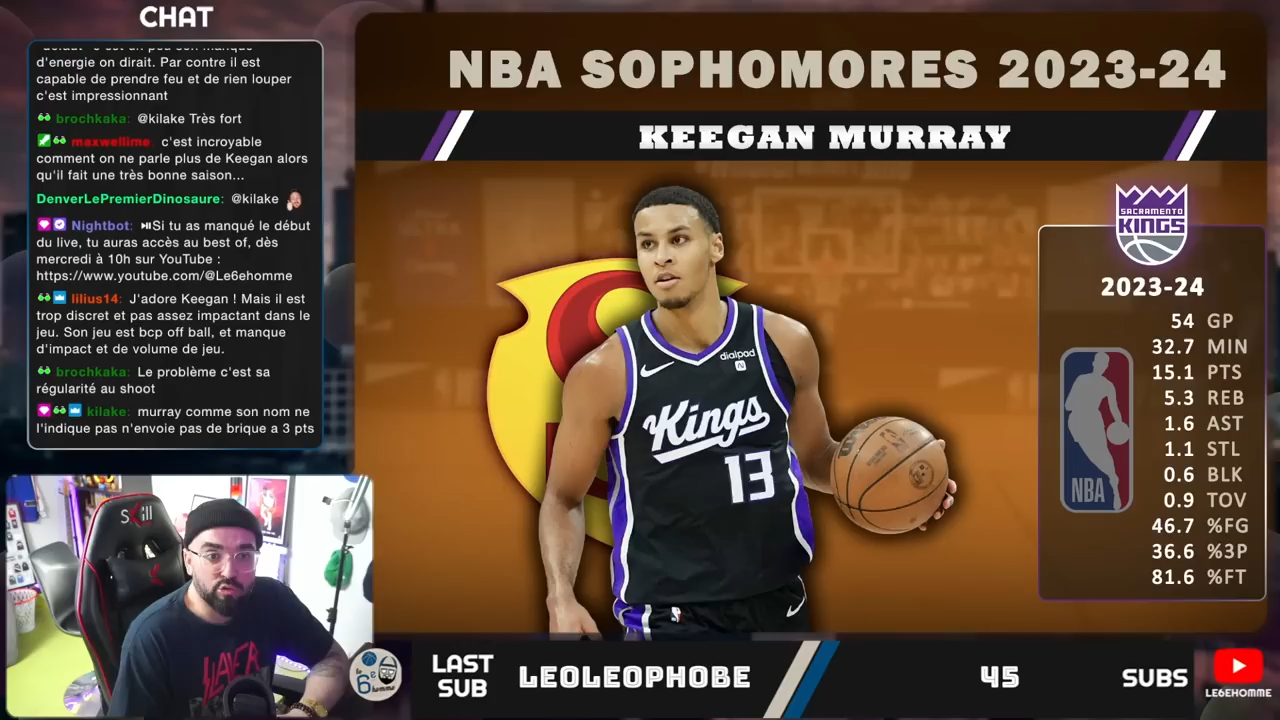 CHAT
d'energie on dirait. Par contre il est
capable de prendre feu et de rien louper
c'est impressionnant
brochkaka: @kilake Très fort
maxwellime c'est incroyable
comment on ne parle plus de Keegan alors
qu'il fait une très bonne saison...
DenverLePremierDinosaure: @kilake
Nightbot: Si tu as manqué le début
du live, tu auras accès au best of, dès
mercredi à 10h sur YouTube :
https://www.youtube.com/@Le6ehomme
lilius14: J'adore Keegan ! Mais il est
trop discret et pas assez impactant dans le
jeu. Son jeu est bcp off ball, et manque
d'impact et de volume de jeu.
brochkaka: Le problème c'est sa
régularité au shoot
kilake: murray comme son nom ne
l'indique pas n'envoie pas de brique a 3 pts
NBA SOPHOMORES 2023-24
KEEGAN MURRAY
SACRAMENTO
KINGS
2023-24
54 GP
32.7 MIN
15.1 PTS
5.3 REB
1.6 AST
1.1 STL
0.6 BLK
0.9 TOV
46.7 %FG
36.6 %3P
81.6 %FT
NBA
dialpad
Kings
13
SKILL
SLAYER
le
6e
homme
LAST
SUB
LEOLEOPHOBE
45
SUBS
LE6EHOMME